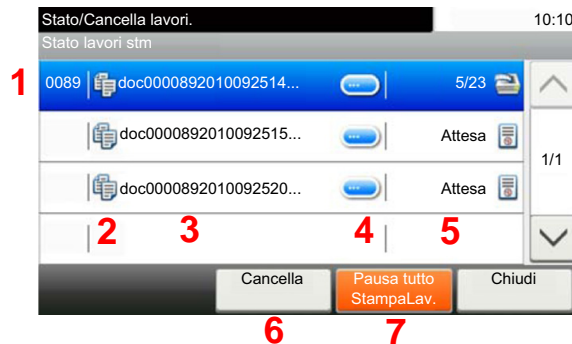 Stato/Cancella lavori. 10:10
Stato lavori stm
1 0089 doc0000892010092514... 5/23
doc0000892010092515... Attesa
1/1
doc0000892010092520... Attesa
2 3 4 5
Cancella Pausa tutto Chiudi
StampaLav.
6 7